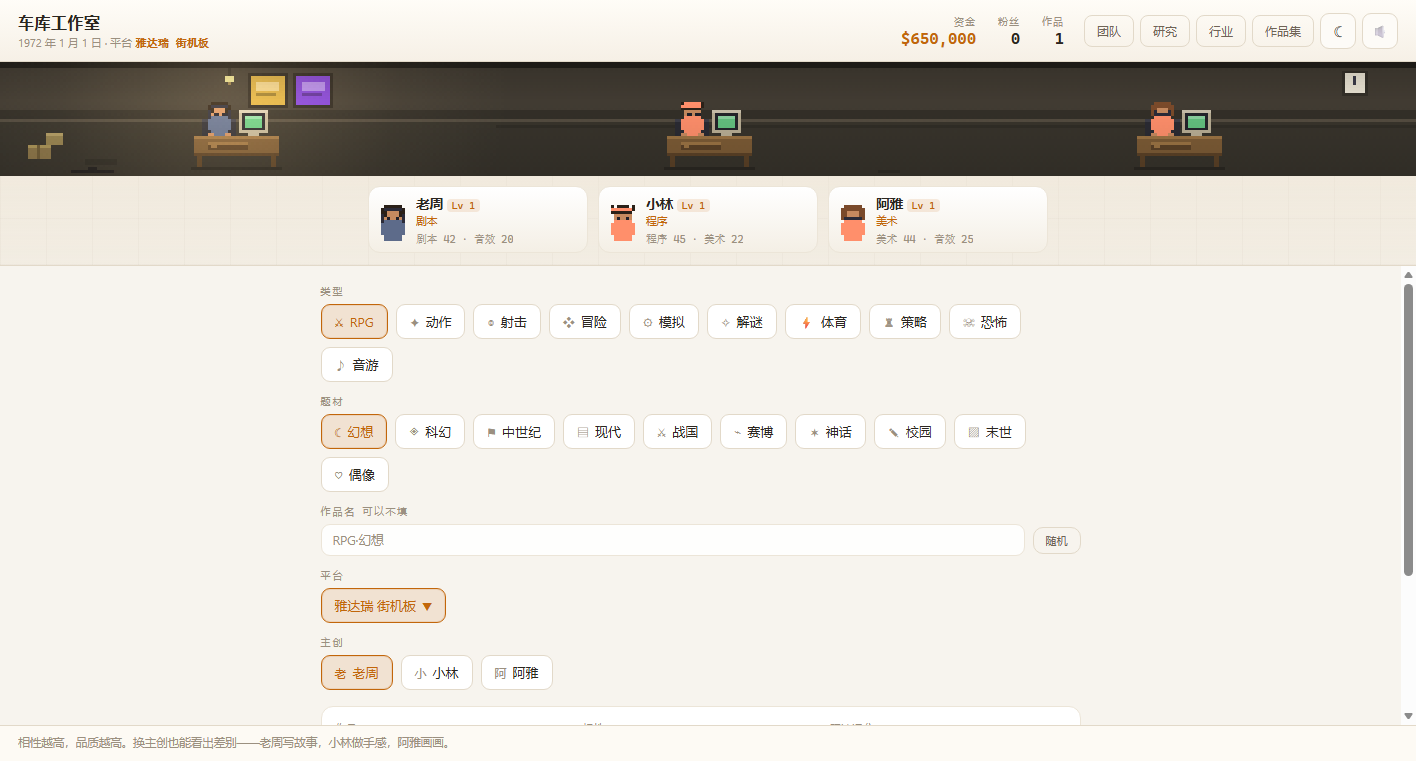 车库工作室
1972 年 1 月 1 日 · 平台 雅达瑞 街机板
资金 粉丝 作品
$650,000 0 1
团队 研究 行业 作品集
老周 Lv 1
剧本
剧本 42 · 音效 20
小林 Lv 1
程序
程序 45 · 美术 22
阿雅 Lv 1
美术
美术 44 · 音效 25
类型
RPG 动作 射击 冒险 模拟 解谜 体育 策略 恐怖
音游
题材
幻想 科幻 中世纪 现代 战国 赛博 神话 校园 末世
偶像
作品名 可以不填
RPG·幻想 随机
平台
雅达瑞 街机板 ▼
主创
老 老周 小 小林 阿 阿雅
相性越高，品质越高。换主创也能看出差别——老周写故事，小林做手感，阿雅画画。